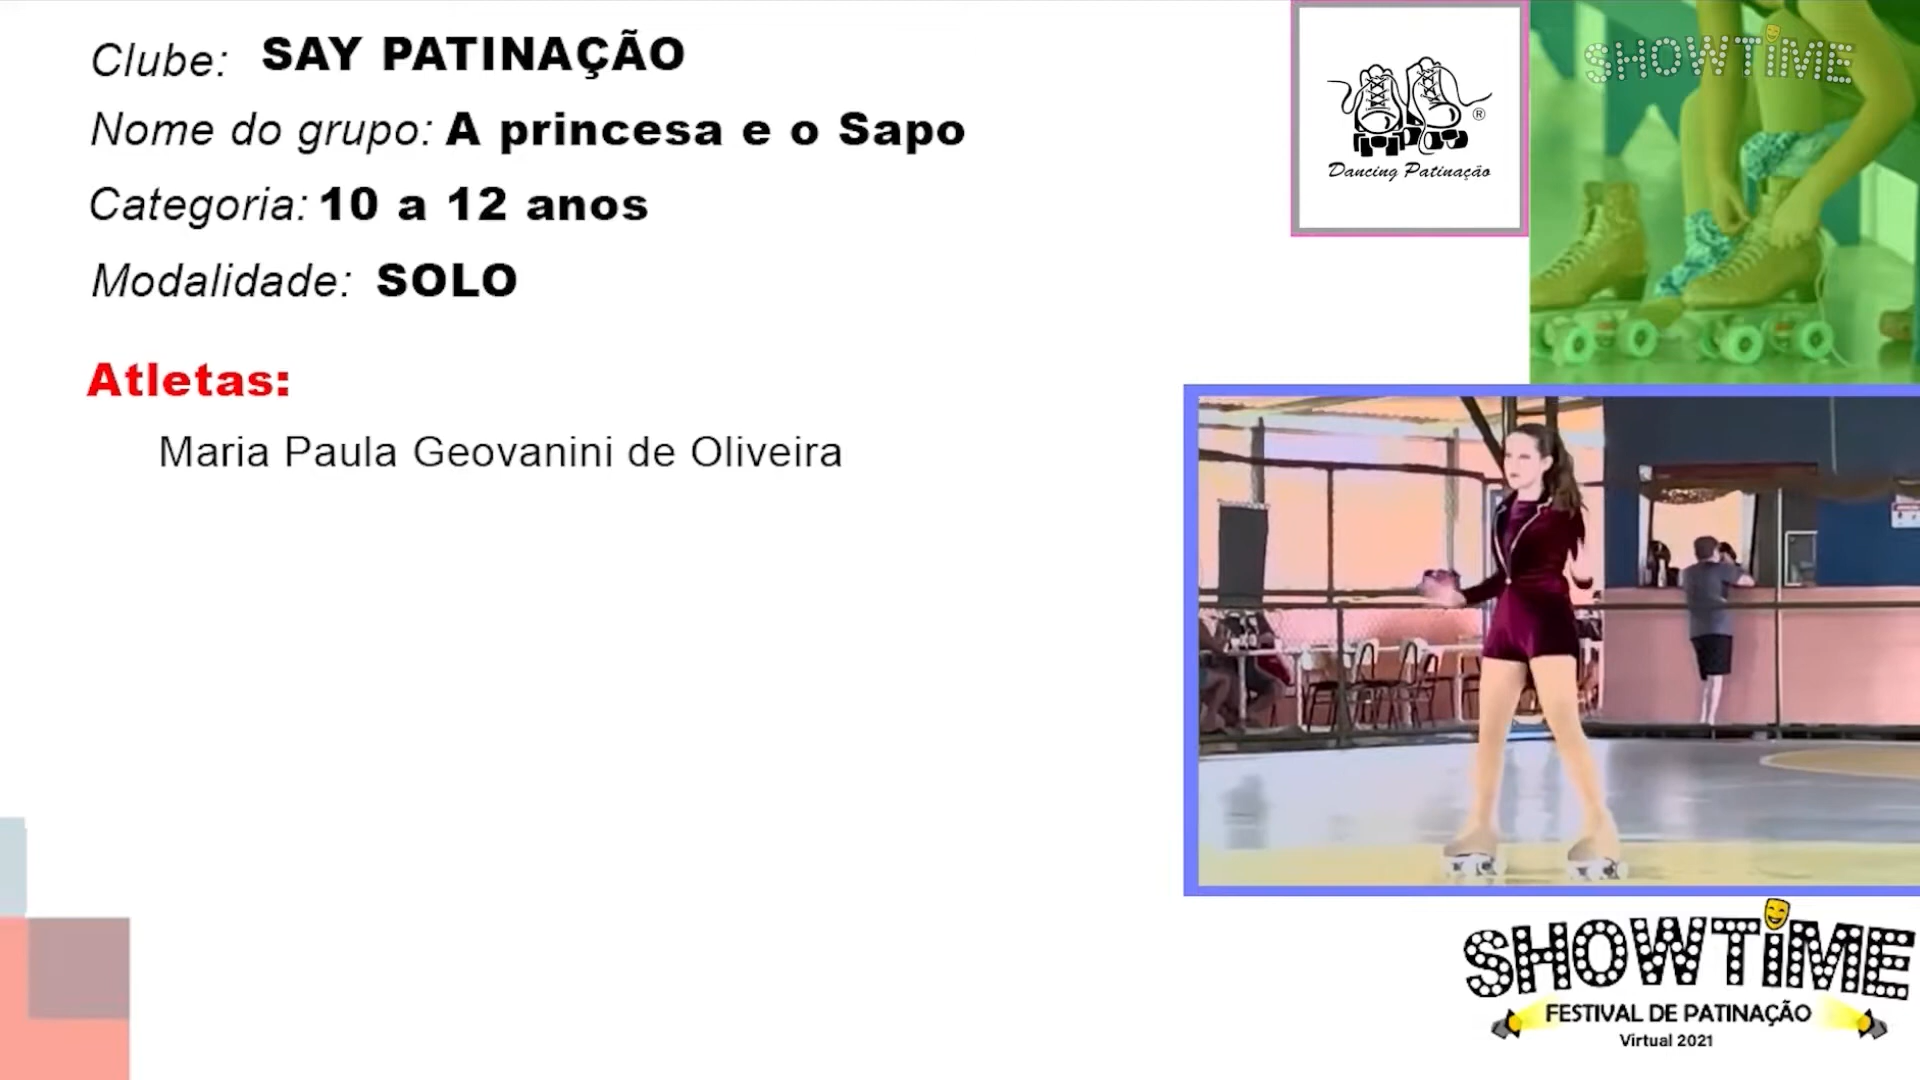 Clube: SAY PATINAÇÃO
Nome do grupo: A princesa e o Sapo
Categoria: 10 a 12 anos
Modalidade: SOLO
Atletas:
Maria Paula Geovanini de Oliveira
®
Dancing Patinação
SHOWTIME
SHOWTIME
FESTIVAL DE PATINAÇÃO
Virtual 2021